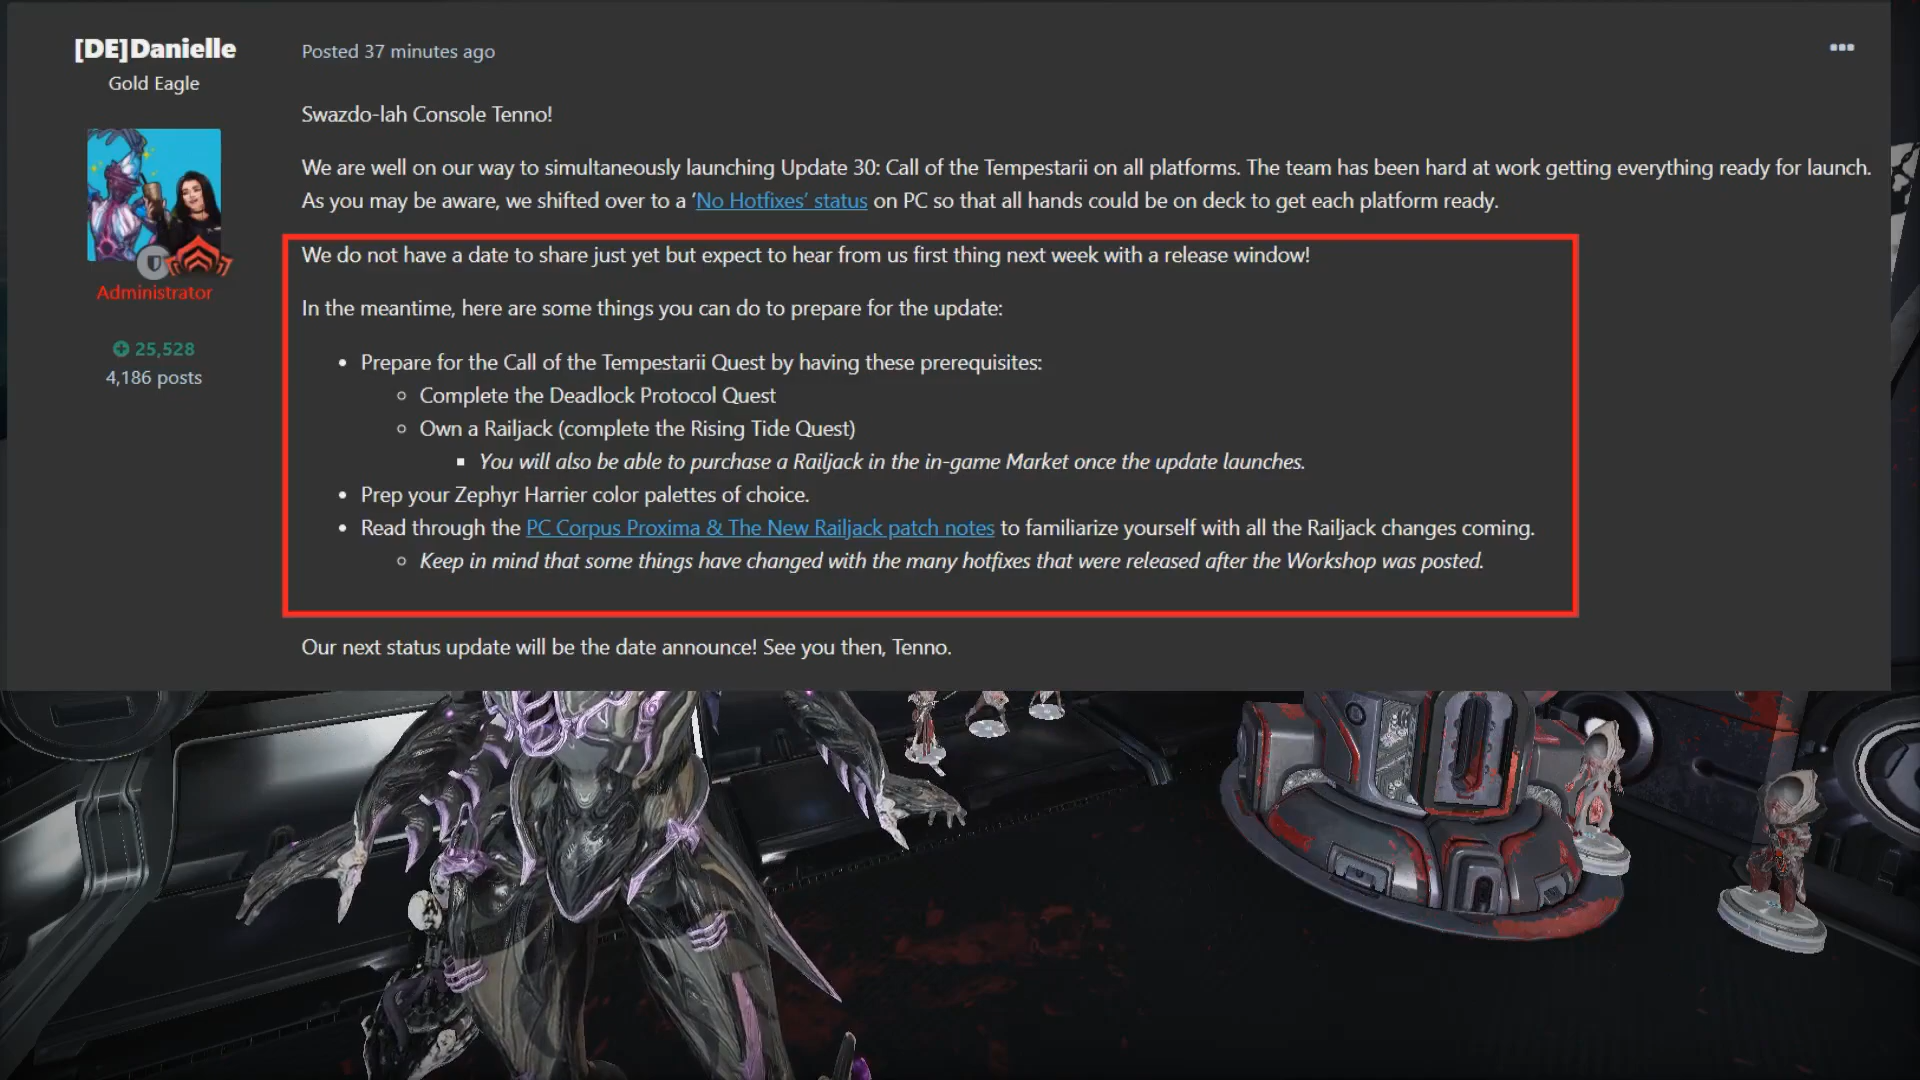 [DE]Danielle
Gold Eagle
Administrator
25,528
4,186 posts
Posted 37 minutes ago
Swazdo-lah Console Tenno!
We are well on our way to simultaneously launching Update 30: Call of the Tempestarii on all platforms. The team has been hard at work getting everything ready for launch.
As you may be aware, we shifted over to a ‘No Hotfixes’ status on PC so that all hands could be on deck to get each platform ready.
We do not have a date to share just yet but expect to hear from us first thing next week with a release window!
In the meantime, here are some things you can do to prepare for the update:
• Prepare for the Call of the Tempestarii Quest by having these prerequisites:
○ Complete the Deadlock Protocol Quest
○ Own a Railjack (complete the Rising Tide Quest)
▪ You will also be able to purchase a Railjack in the in-game Market once the update launches.
• Prep your Zephyr Harrier color palettes of choice.
• Read through the PC Corpus Proxima & The New Railjack patch notes to familiarize yourself with all the Railjack changes coming.
○ Keep in mind that some things have changed with the many hotfixes that were released after the Workshop was posted.
Our next status update will be the date announce! See you then, Tenno.